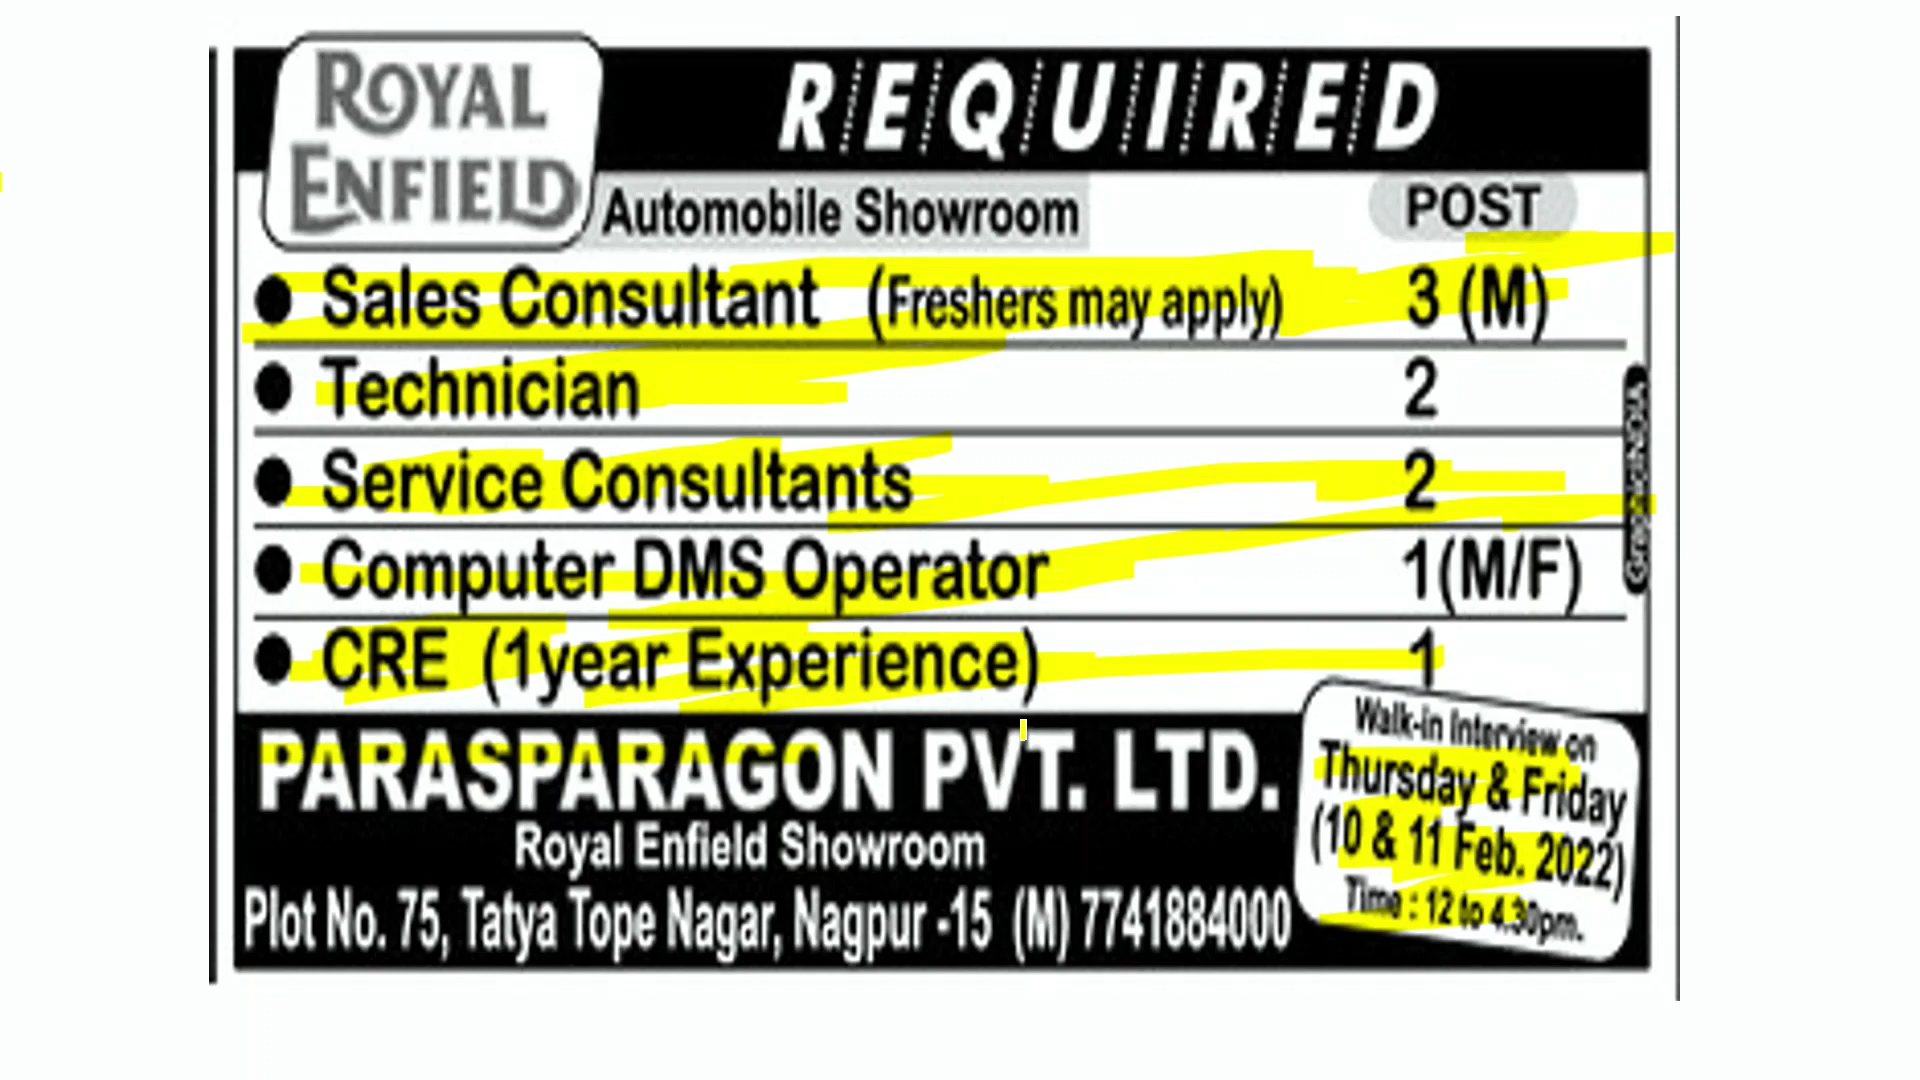 ROYAL
ENFIELD
REQUIRED
Automobile Showroom POST
● Sales Consultant (Freshers may apply) 3 (M)
● Technician 2
● Service Consultants 2
● Computer DMS Operator 1(M/F)
● CRE (1year Experience) 1
PARASPARAGON PVT. LTD.
Royal Enfield Showroom
Plot No. 75, Tatya Tope Nagar, Nagpur -15 (M) 7741884000
Walk-in Interview on
Thursday & Friday
(10 & 11 Feb. 2022)
Time : 12 to 4.30pm.